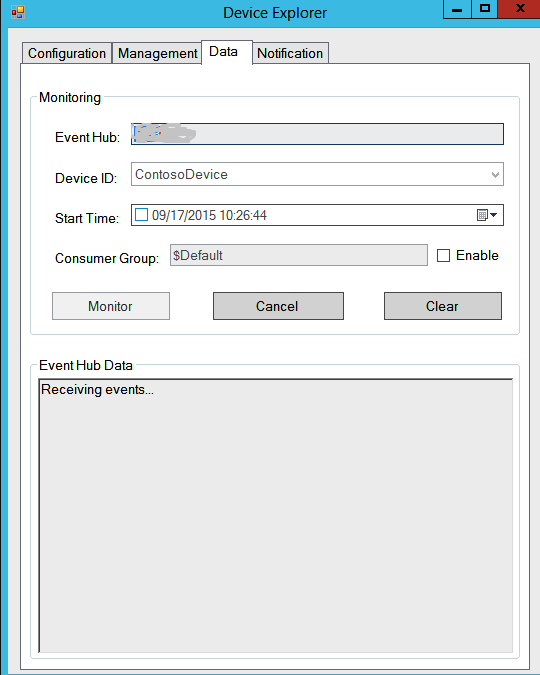 Device Explorer
Configuration Management Data Notification
Monitoring
Event Hub:
Device ID: ContosoDevice
Start Time: 09/17/2015 10:26:44
Consumer Group: $Default Enable
Monitor Cancel Clear
Event Hub Data
Receiving events...